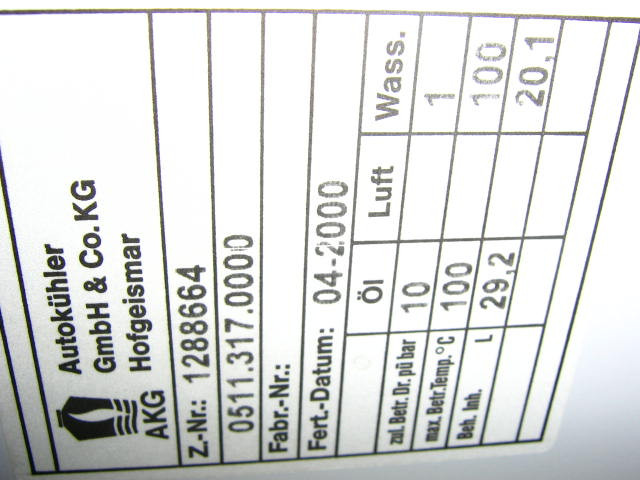 AKG
Autokühler
GmbH & Co. KG
Hofgeismar
Z.-Nr.: 1288664
0511.317.0000
Fabr.-Nr.:
Fert.-Datum: 04-2000
Öl Luft Wass.
zul. Betr. Dr. pü bar 10 1
max. Betr.Temp. °C 100 100
Beh. Inh. L 29,2 20,1